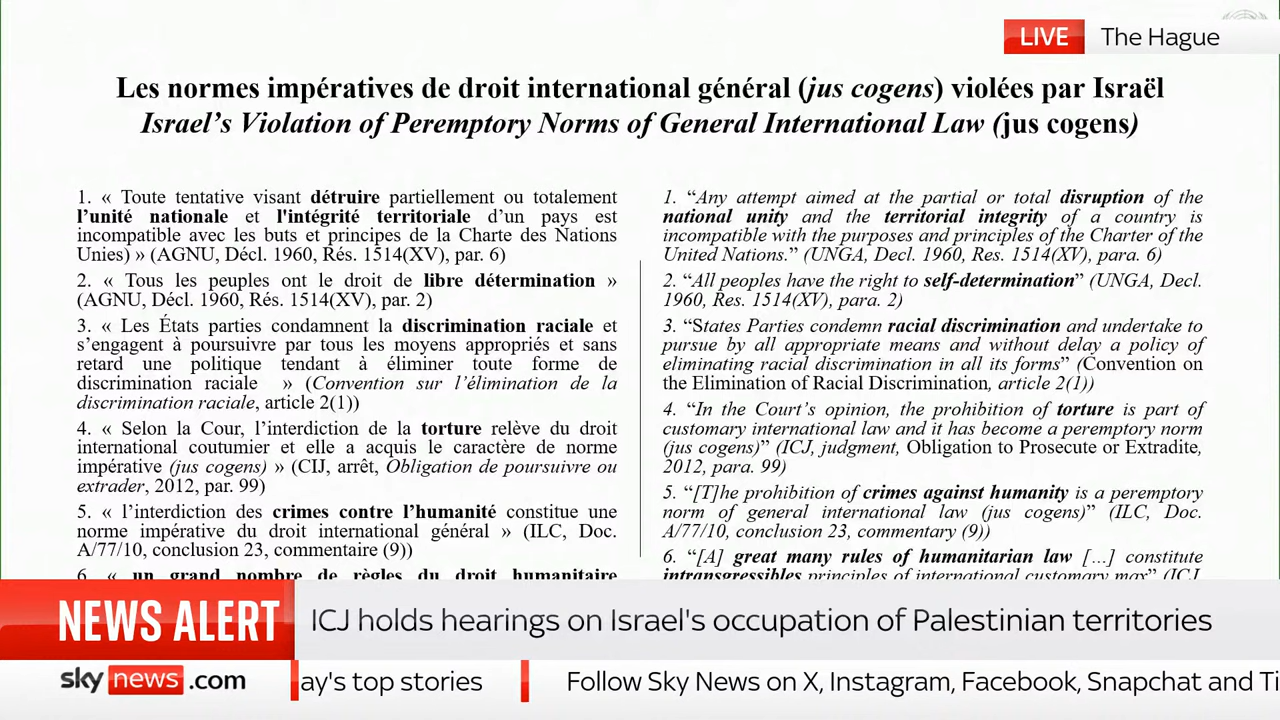 LIVE The Hague
Les normes impératives de droit international général (jus cogens) violées par Israël
Israel's Violation of Peremptory Norms of General International Law (jus cogens)
1. « Toute tentative visant détruire partiellement ou totalement
l'unité nationale et l'intégrité territoriale d'un pays est
incompatible avec les buts et principes de la Charte des Nations
Unies) » (AGNU, Décl. 1960, Rés. 1514(XV), par. 6)
2. « Tous les peuples ont le droit de libre détermination »
(AGNU, Décl. 1960, Rés. 1514(XV), par. 2)
3. « Les États parties condamnent la discrimination raciale et
s'engagent à poursuivre par tous les moyens appropriés et sans
retard une politique tendant à éliminer toute forme de
discrimination raciale » (Convention sur l'élimination de la
discrimination raciale, article 2(1))
4. « Selon la Cour, l'interdiction de la torture relève du droit
international coutumier et elle a acquis le caractère de norme
impérative (jus cogens) » (CIJ, arrêt, Obligation de poursuivre ou
extrader, 2012, par. 99)
5. « l'interdiction des crimes contre l'humanité constitue une
norme impérative du droit international général » (ILC, Doc.
A/77/10, conclusion 23, commentaire (9))
6. « un grand nombre de règles du droit humanitaire
1. "Any attempt aimed at the partial or total disruption of the
national unity and the territorial integrity of a country is
incompatible with the purposes and principles of the Charter of the
United Nations." (UNGA, Decl. 1960, Res. 1514(XV), para. 6)
2. "All peoples have the right to self-determination" (UNGA, Decl.
1960, Res. 1514(XV), para. 2)
3. "States Parties condemn racial discrimination and undertake to
pursue by all appropriate means and without delay a policy of
eliminating racial discrimination in all its forms" (Convention on
the Elimination of Racial Discrimination, article 2(1))
4. "In the Court's opinion, the prohibition of torture is part of
customary international law and it has become a peremptory norm
(jus cogens)" (ICJ, judgment, Obligation to Prosecute or Extradite,
2012, para. 99)
5. "[T]he prohibition of crimes against humanity is a peremptory
norm of general international law (jus cogens)" (ILC, Doc.
A/77/10, conclusion 23, commentary (9))
6. "[A] great many rules of humanitarian law [...] constitute
intransgressibles principles of international customary max" (ICJ
NEWS ALERT ICJ holds hearings on Israel's occupation of Palestinian territories
sky news .com ay's top stories Follow Sky News on X, Instagram, Facebook, Snapchat and Ti